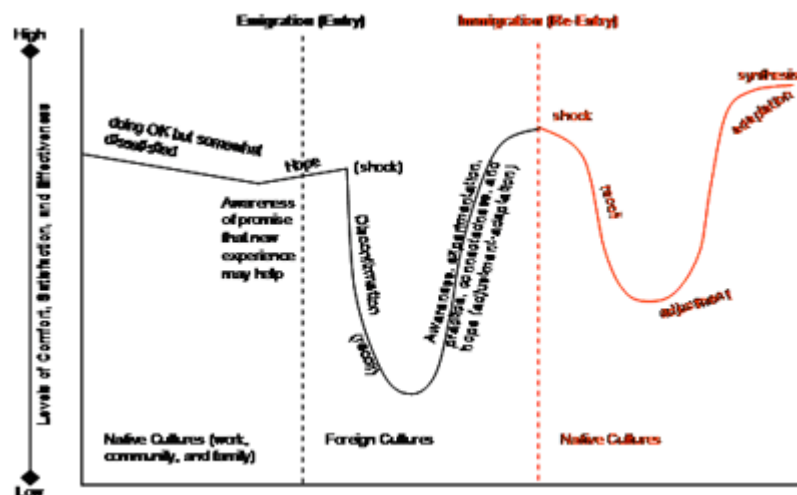 Emigration (Entry)
Immigration (Re-Entry)
High
synthesis
adaptation
shock
doing OK but somewhat
dissatisfied
Hope
(shock)
Awareness
of promise
that new
experience
may help
Disconfirmation
(recoil)
Awareness, experimentation,
practice, connectedness, and
hope (adjustment-adaptation)
recoil
adjustment
Levels of Comfort, Satisfaction, and Effectiveness
Native Cultures (work,
community, and family)
Foreign Cultures
Native Cultures
Low